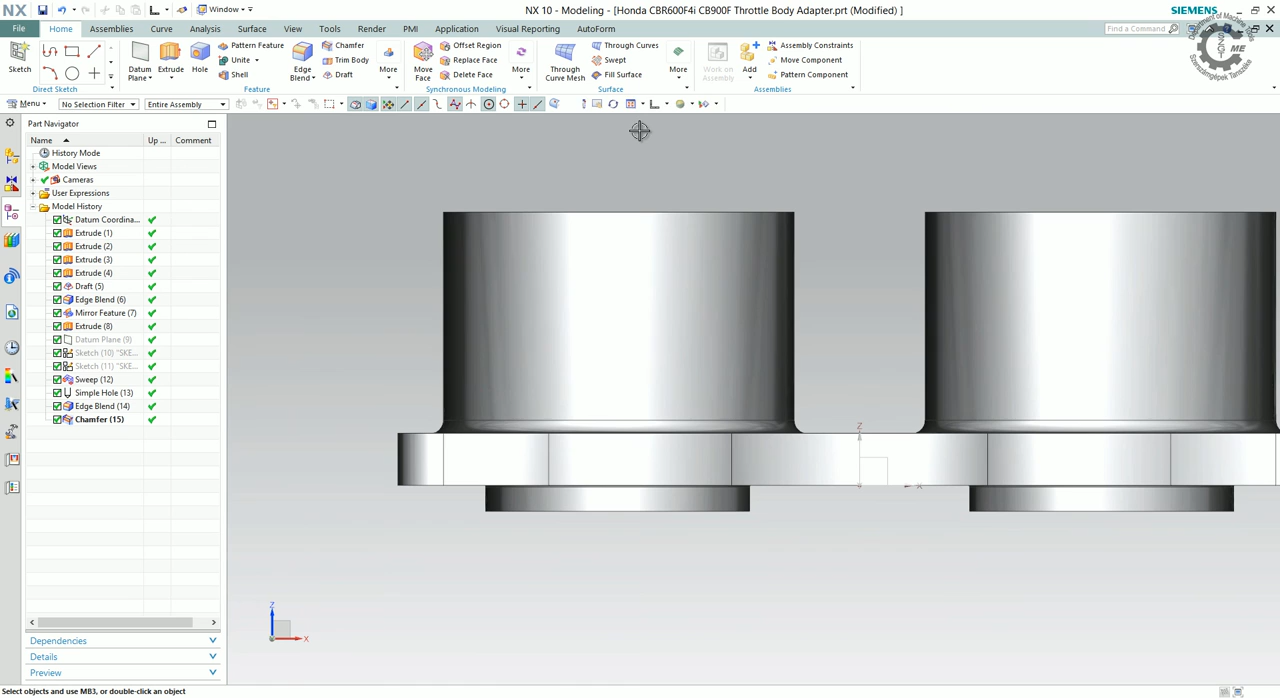 NX Window NX 10 - Modeling - [Honda CBR600F4i CB900F Throttle Body Adapter.prt (Modified) ] SIEMENS
File Home Assemblies Curve Analysis Surface View Tools Render PMI Application Visual Reporting AutoForm Find a Command
Sketch Datum Plane Extrude Hole Pattern Feature Unite Shell Edge Blend Chamfer Trim Body Draft More Move Face Offset Region Replace Face Delete Face More Through Curve Mesh Through Curves Swept Fill Surface More Work on Assembly Add Assembly Constraints Move Component Pattern Component
Direct Sketch Feature Synchronous Modeling Surface Assemblies
Menu No Selection Filter Entire Assembly
Part Navigator
Name Up ... Comment
History Mode
Model Views
Cameras
User Expressions
Model History
Datum Coordina...
Extrude (1)
Extrude (2)
Extrude (3)
Extrude (4)
Draft (5)
Edge Blend (6)
Mirror Feature (7)
Extrude (8)
Datum Plane (9)
Sketch (10) "SKE...
Sketch (11) "SKE...
Sweep (12)
Simple Hole (13)
Edge Blend (14)
Chamfer (15)
Z
X
Z
X
Dependencies
Details
Preview
Select objects and use MB3, or double-click an object